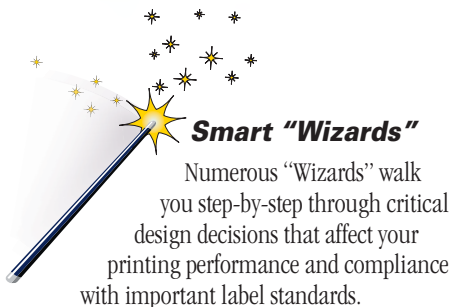 Smart “Wizards”
Numerous “Wizards” walk
you step-by-step through critical
design decisions that affect your
printing performance and compliance
with important label standards.